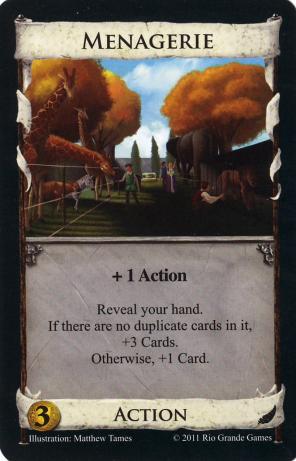 MENAGERIE
+ 1 Action
Reveal your hand.
If there are no duplicate cards in it,
+3 Cards.
Otherwise, +1 Card.
3
ACTION
Illustration: Matthew Tames
© 2011 Rio Grande Games